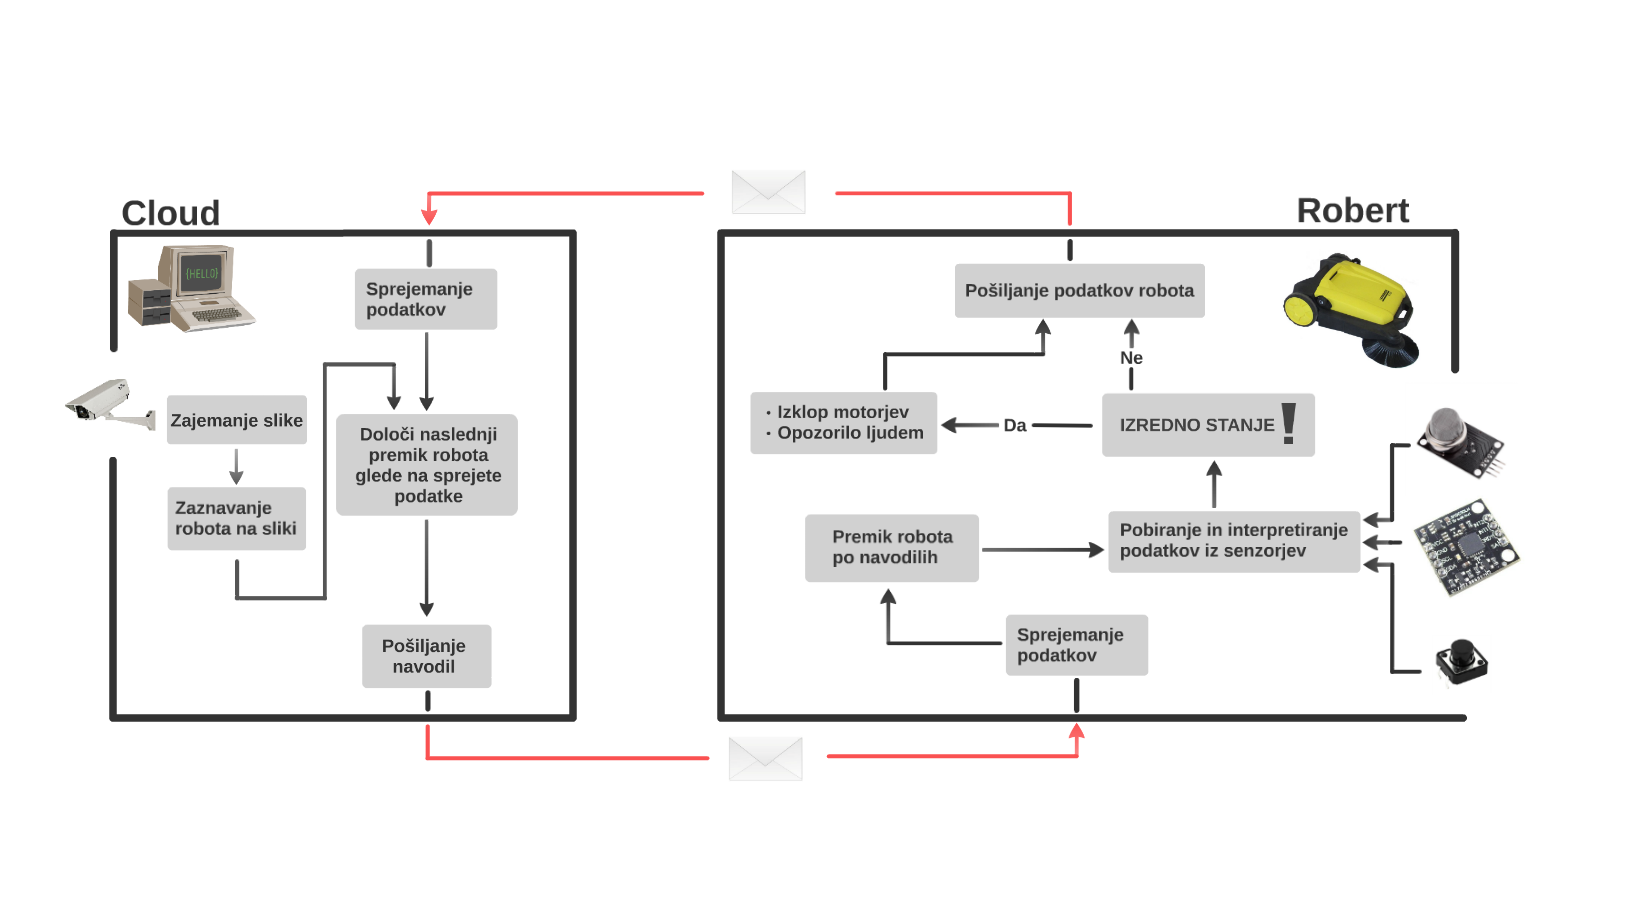 Cloud
{HELLO}
Sprejemanje
podatkov
Zajemanje slike
Določi naslednji
premik robota
glede na sprejete
podatke
Zaznavanje
robota na sliki
Pošiljanje
navodil
Robert
Pošiljanje podatkov robota
Ne
• Izklop motorjev
• Opozorilo ljudem
Da
IZREDNO STANJE!
Premik robota
po navodilih
Pobiranje in interpretiranje
podatkov iz senzorjev
Sprejemanje
podatkov